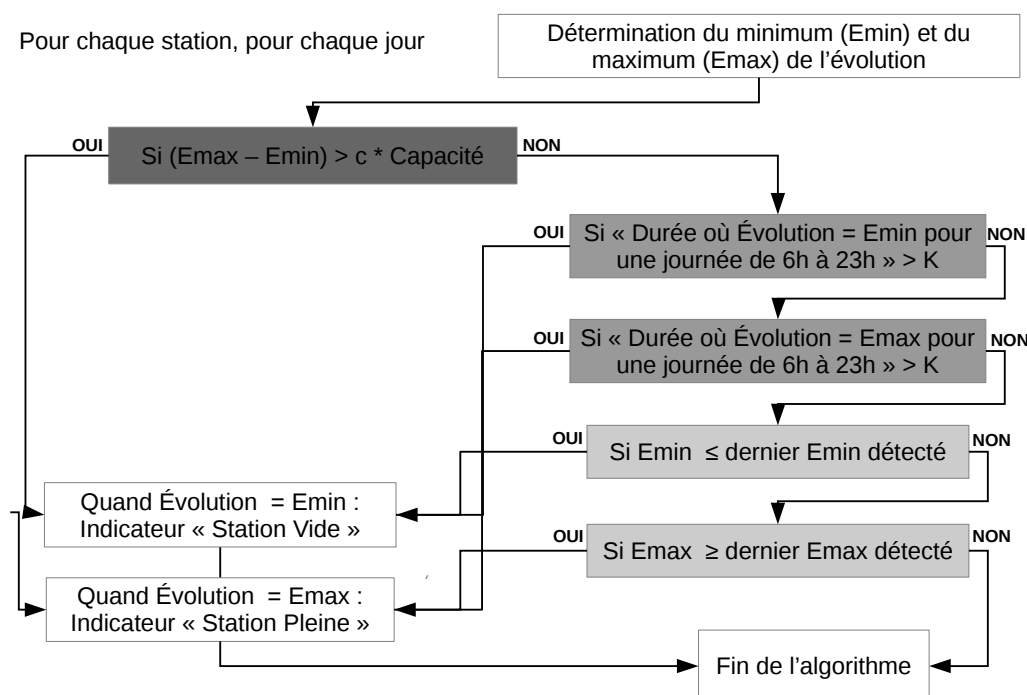 Pour chaque station, pour chaque jour
Détermination du minimum (Emin) et du
maximum (Emax) de l'évolution
OUI
Si (Emax – Emin) > c * Capacité
NON
OUI
Si « Durée où Évolution = Emin pour
une journée de 6h à 23h » > K
NON
OUI
Si « Durée où Évolution = Emax pour
une journée de 6h à 23h » > K
NON
OUI
Si Emin ≤ dernier Emin détecté
NON
Quand Évolution = Emin :
Indicateur « Station Vide »
OUI
Si Emax ≥ dernier Emax détecté
NON
Quand Évolution = Emax :
Indicateur « Station Pleine »
Fin de l'algorithme